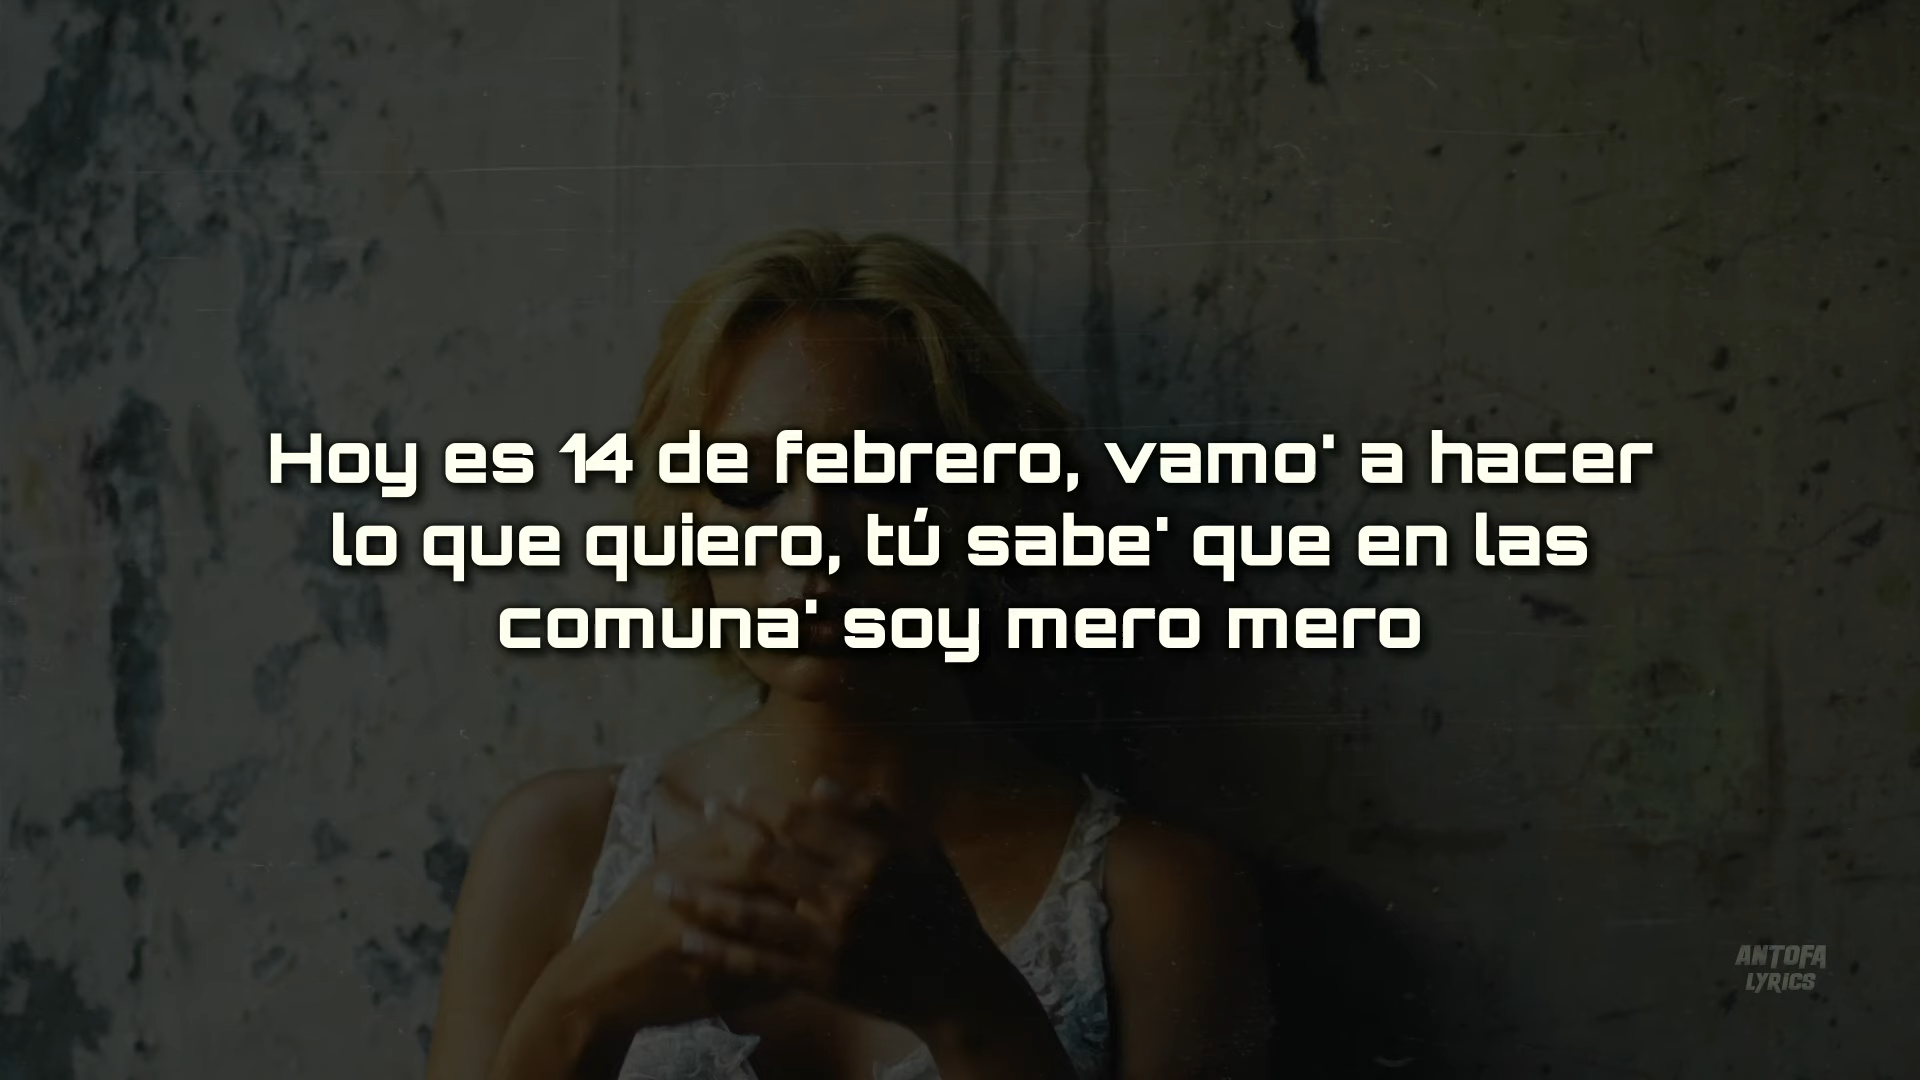 Hoy es 14 de febrero, vamo' a hacer
lo que quiero, tú sabe' que en las
comuna' soy mero mero
ANTOFA
LYRICS